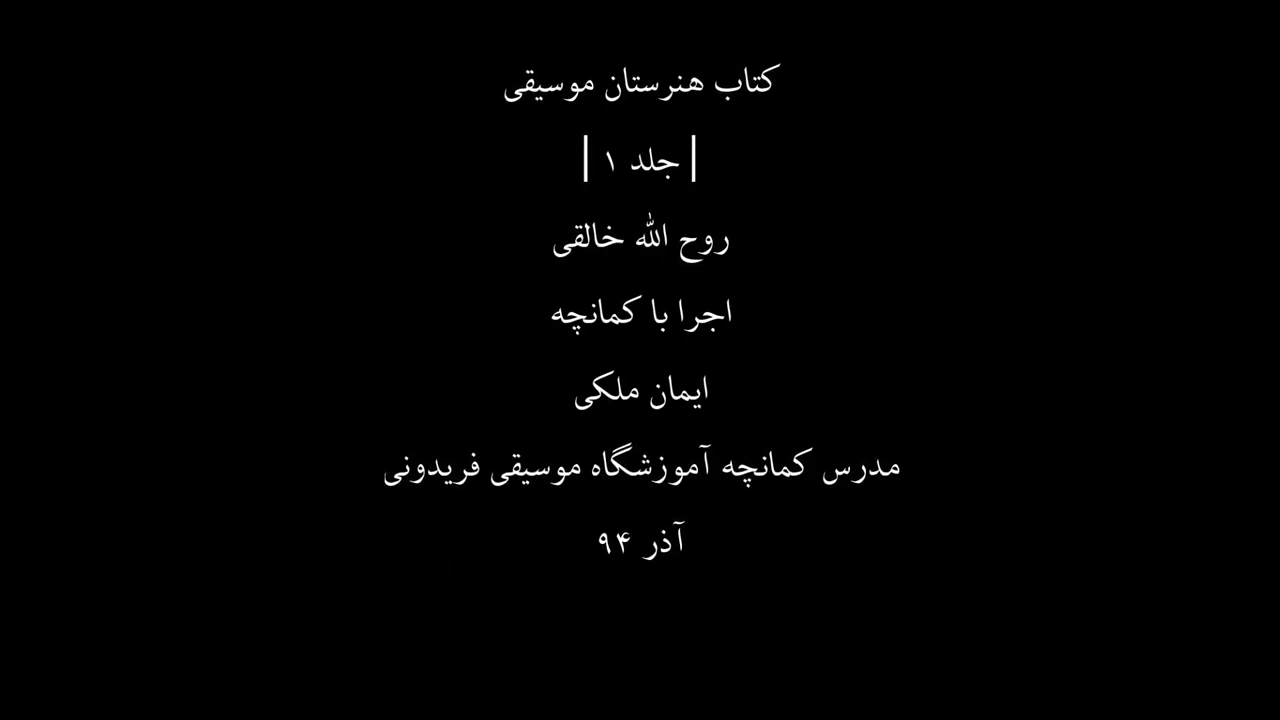 کتاب هنرستان موسیقی
| جلد ۱ |
روح الله خالقی
اجرا با کمانچه
ایمان ملکی
مدرس کمانچه آموزشگاه موسیقی فریدونی
آذر ۹۴